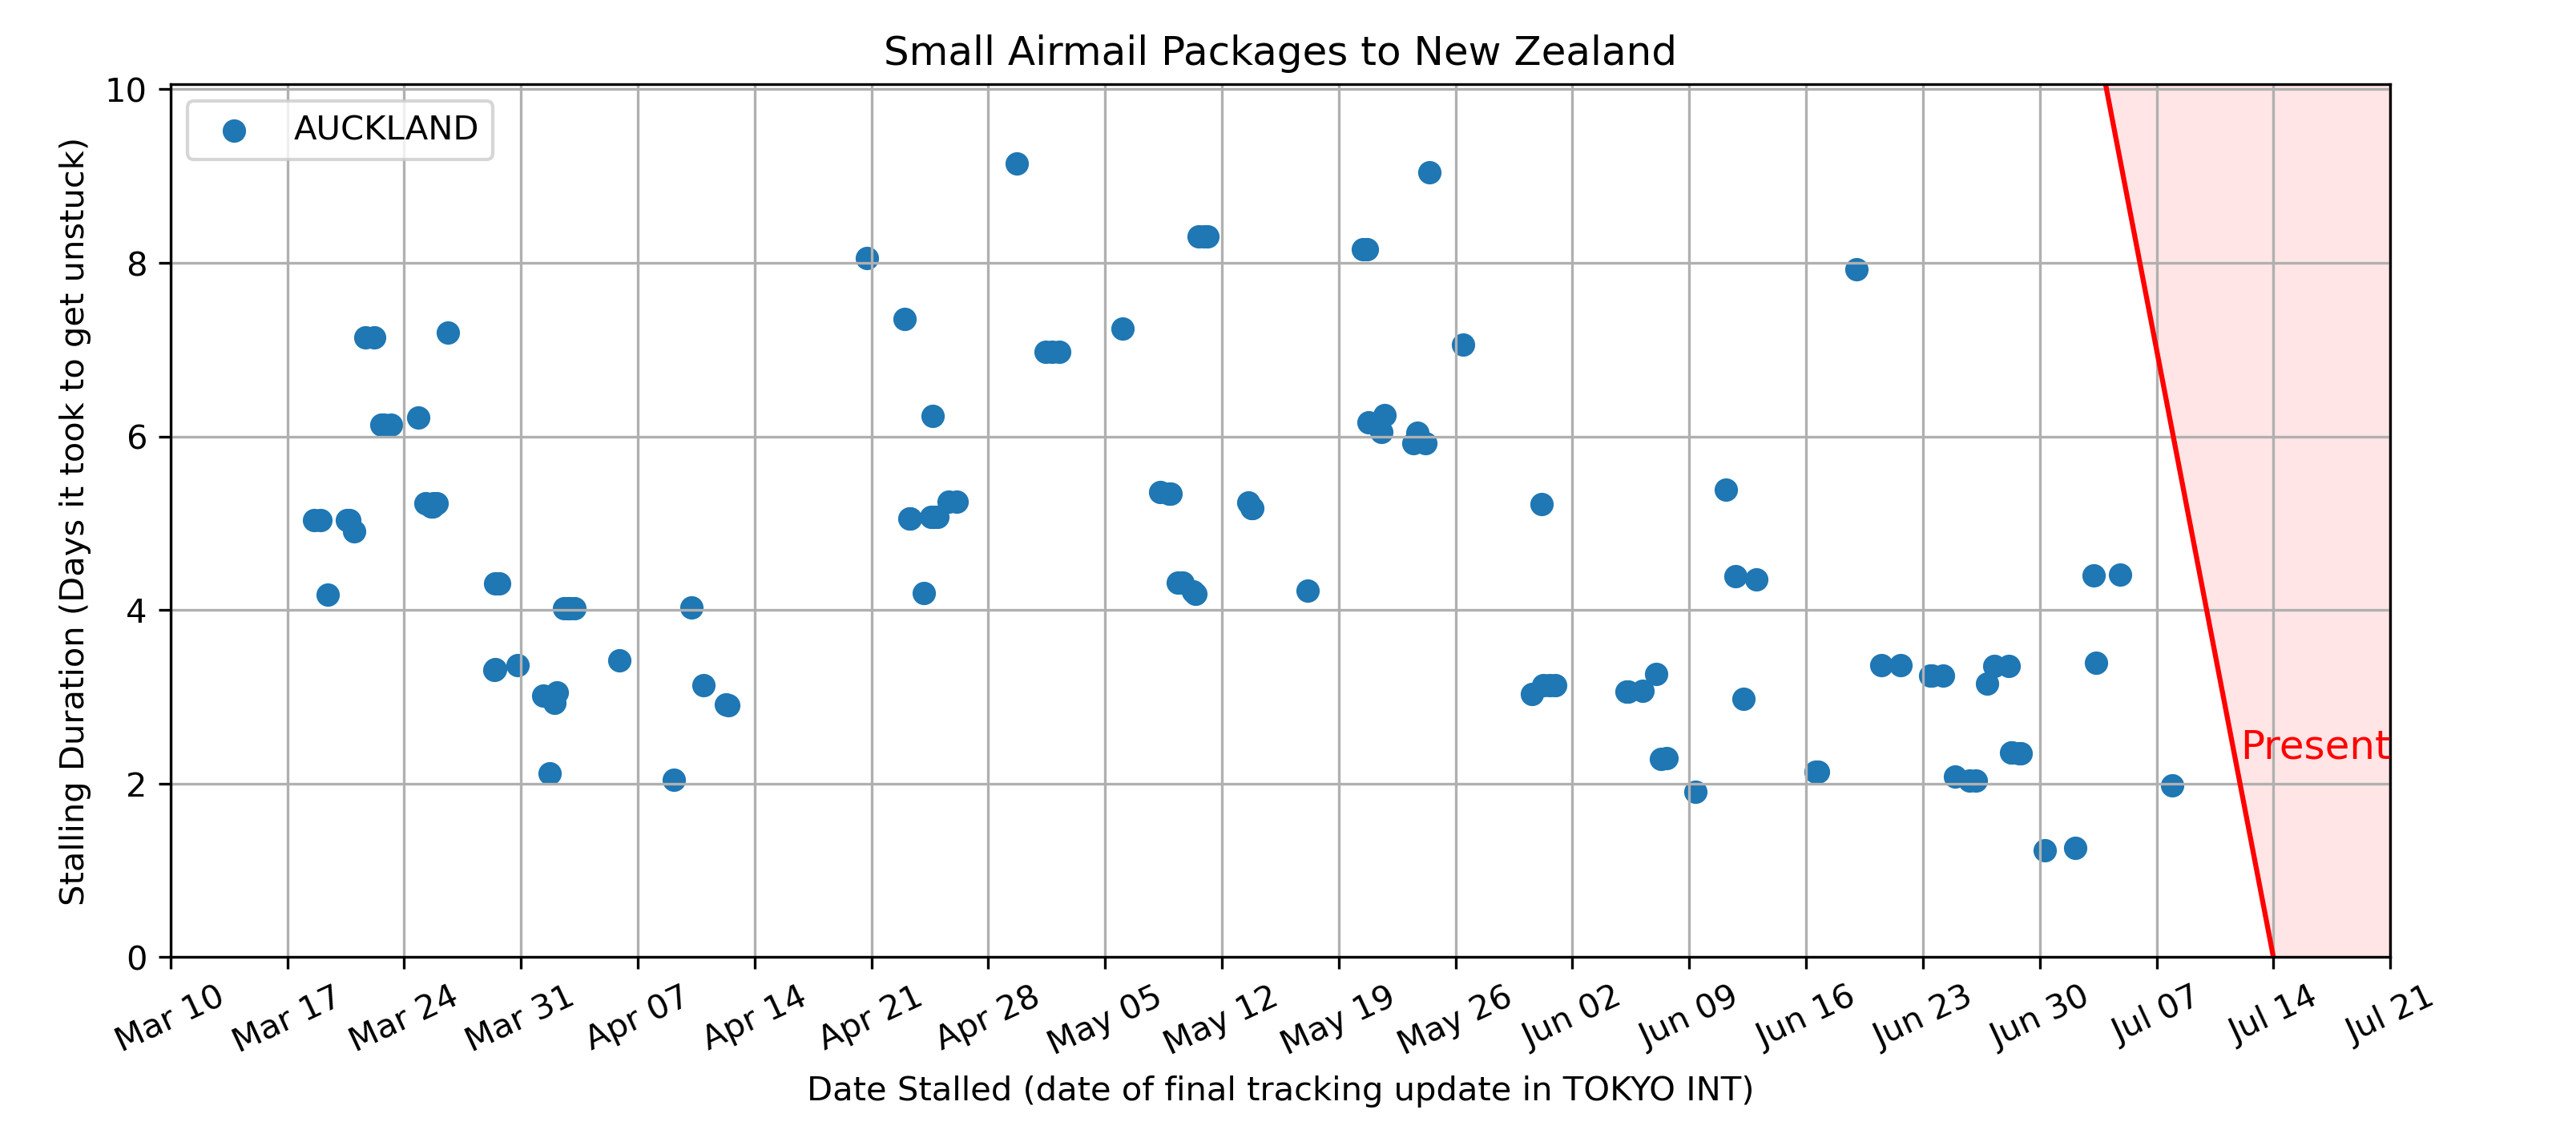 Small Airmail Packages to New Zealand
AUCKLAND
Stalling Duration (Days it took to get unstuck)
10
8
6
4
2
0
Present
Mar 10 Mar 17 Mar 24 Mar 31 Apr 07 Apr 14 Apr 21 Apr 28 May 05 May 12 May 19 May 26 Jun 02 Jun 09 Jun 16 Jun 23 Jun 30 Jul 07 Jul 14 Jul 21
Date Stalled (date of final tracking update in TOKYO INT)